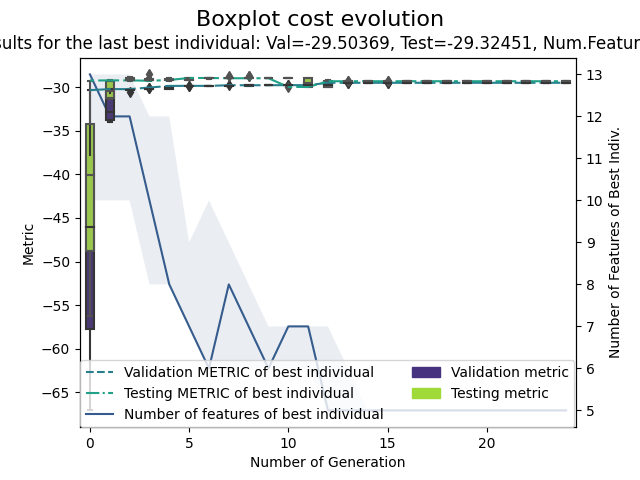 Boxplot cost evolution
for the last best individual: Val=-29.50369, Test=-29.32451,
−30
−35
−40
−45
−50
−55
−60
−65
Metric
13
12
11
10
9
8
7
6
5
Number of Features of Best Indiv.
Validation METRIC of best individual
Testing METRIC of best individual
Number of features of best individual
Validation metric
Testing metric
0
5
10
15
20
Number of Generation